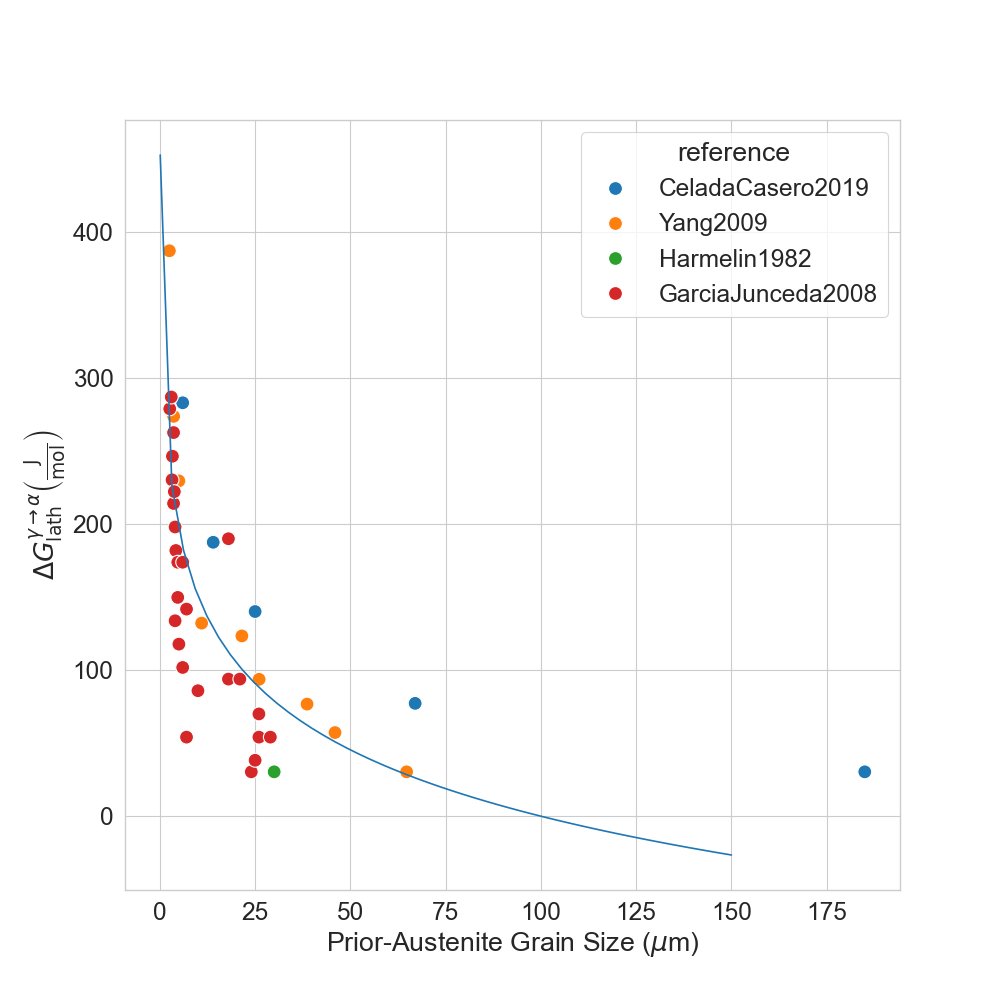 reference
CeladaCasero2019
Yang2009
Harmelin1982
GarciaJunceda2008
400
300
200
100
0
ΔG^{γ→α}_{lath} (J/mol)
0 25 50 75 100 125 150 175
Prior-Austenite Grain Size (μm)